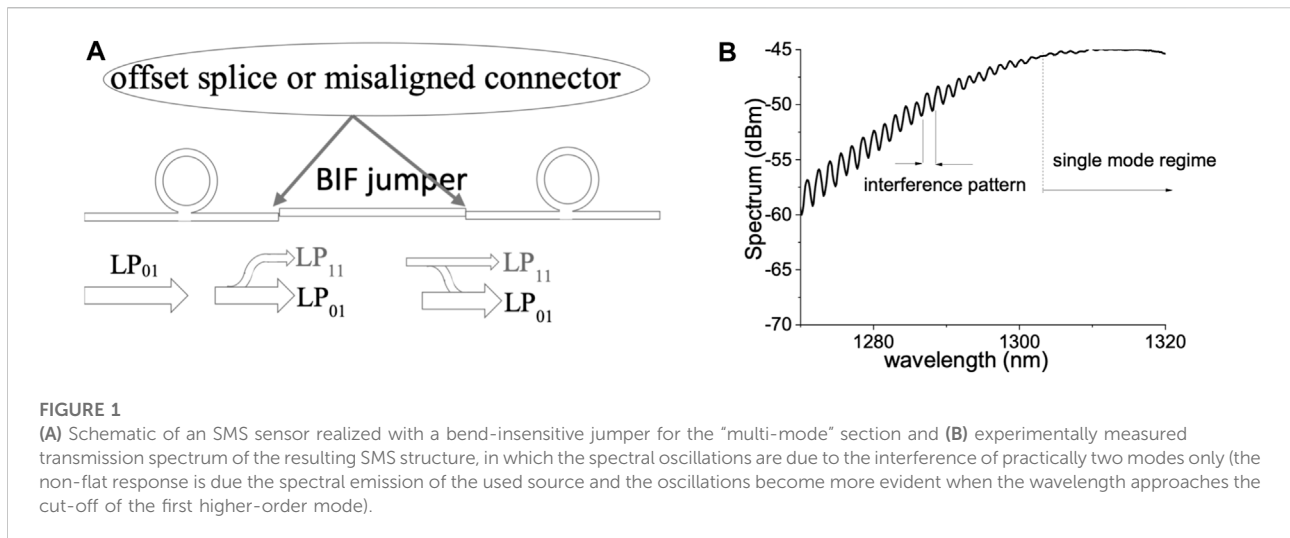 A
offset splice or misaligned connector
BIF jumper
LP01
LP11
LP01
LP11
LP01
B
Spectrum (dBm)
-45
-50
-55
-60
-65
-70
interference pattern
single mode regime
1280
1300
1320
wavelength (nm)
FIGURE 1
(A) Schematic of an SMS sensor realized with a bend-insensitive jumper for the “multi-mode” section and (B) experimentally measured
transmission spectrum of the resulting SMS structure, in which the spectral oscillations are due to the interference of practically two modes only (the
non-flat response is due the spectral emission of the used source and the oscillations become more evident when the wavelength approaches the
cut-off of the first higher-order mode).